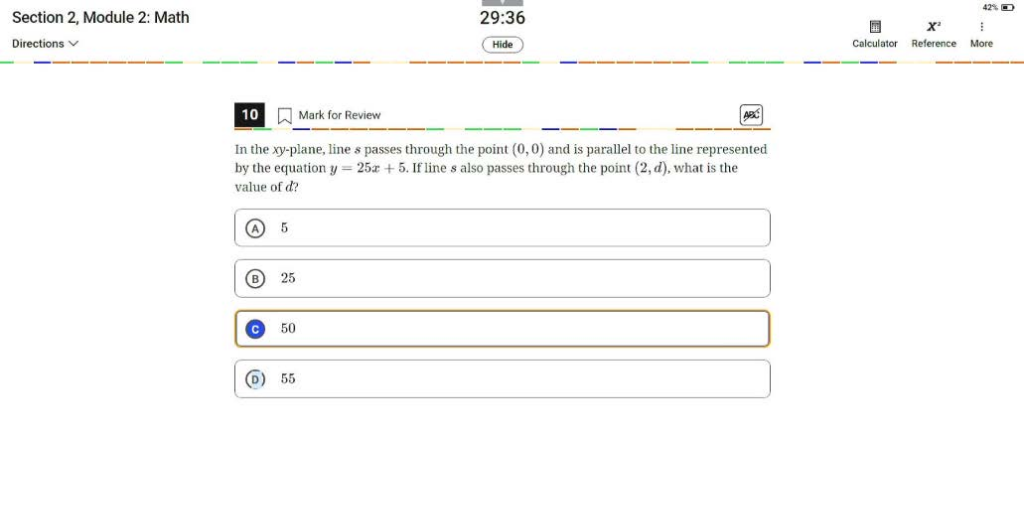 Section 2, Module 2: Math
Directions
29:36
Hide
42%
Calculator
X²
Reference
More
10
Mark for Review
ABC
In the xy-plane, line s passes through the point (0, 0) and is parallel to the line represented
by the equation y = 25x + 5. If line s also passes through the point (2, d), what is the
value of d?
A 5
B 25
C 50
D 55